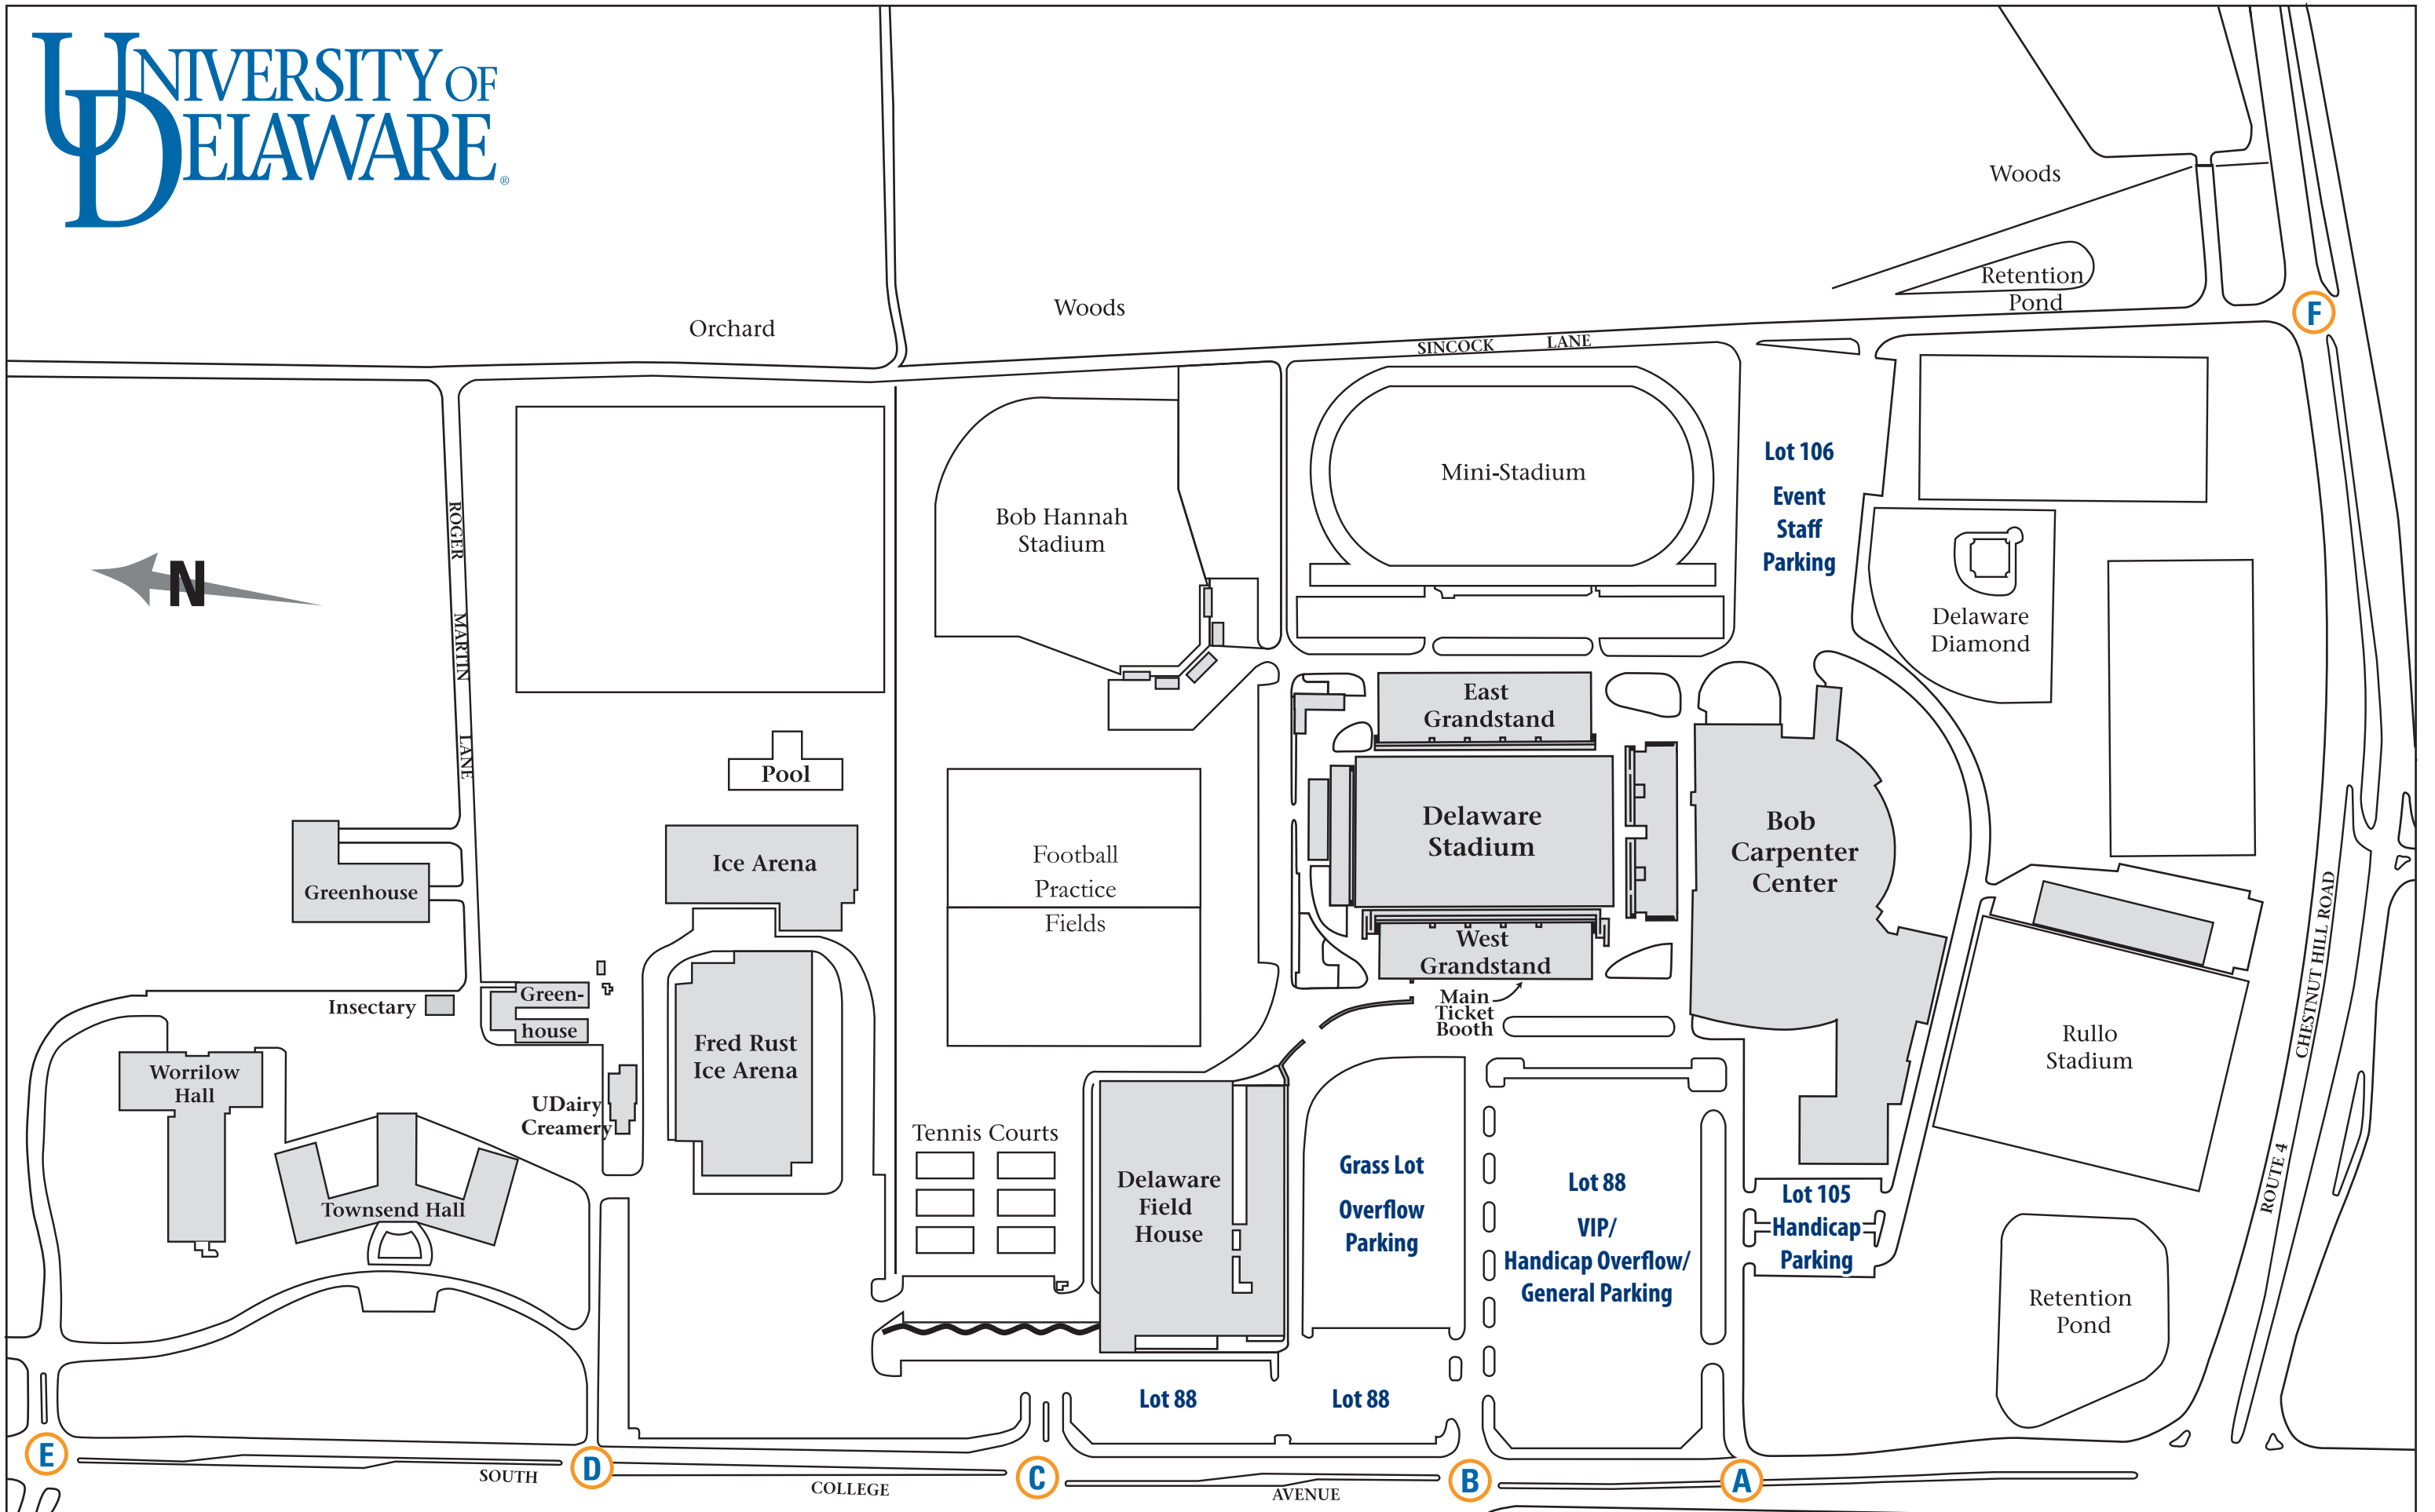 UNIVERSITY OF
DELAWARE®
Woods
Retention
Pond
F
Woods
Orchard
SINCOCK LANE
Lot 106
Event
Staff
Parking
Mini-Stadium
Bob Hannah
Stadium
ROGER MARTIN LANE
N
Delaware
Diamond
East
Grandstand
Pool
Delaware
Stadium
Bob
Carpenter
Center
Ice Arena
Football
Practice
Fields
Greenhouse
West
Grandstand
CHESTNUT HILL ROAD
ROUTE 4
Main
Ticket
Booth
Insectary
Green-
house
Fred Rust
Ice Arena
Rullo
Stadium
Worrilow
Hall
UDairy
Creamery
Tennis Courts
Townsend Hall
Delaware
Field
House
Grass Lot
Overflow
Parking
Lot 88
VIP/
Handicap Overflow/
General Parking
Lot 105
Handicap
Parking
Retention
Pond
Lot 88
Lot 88
E
D
C
B
A
SOUTH COLLEGE AVENUE